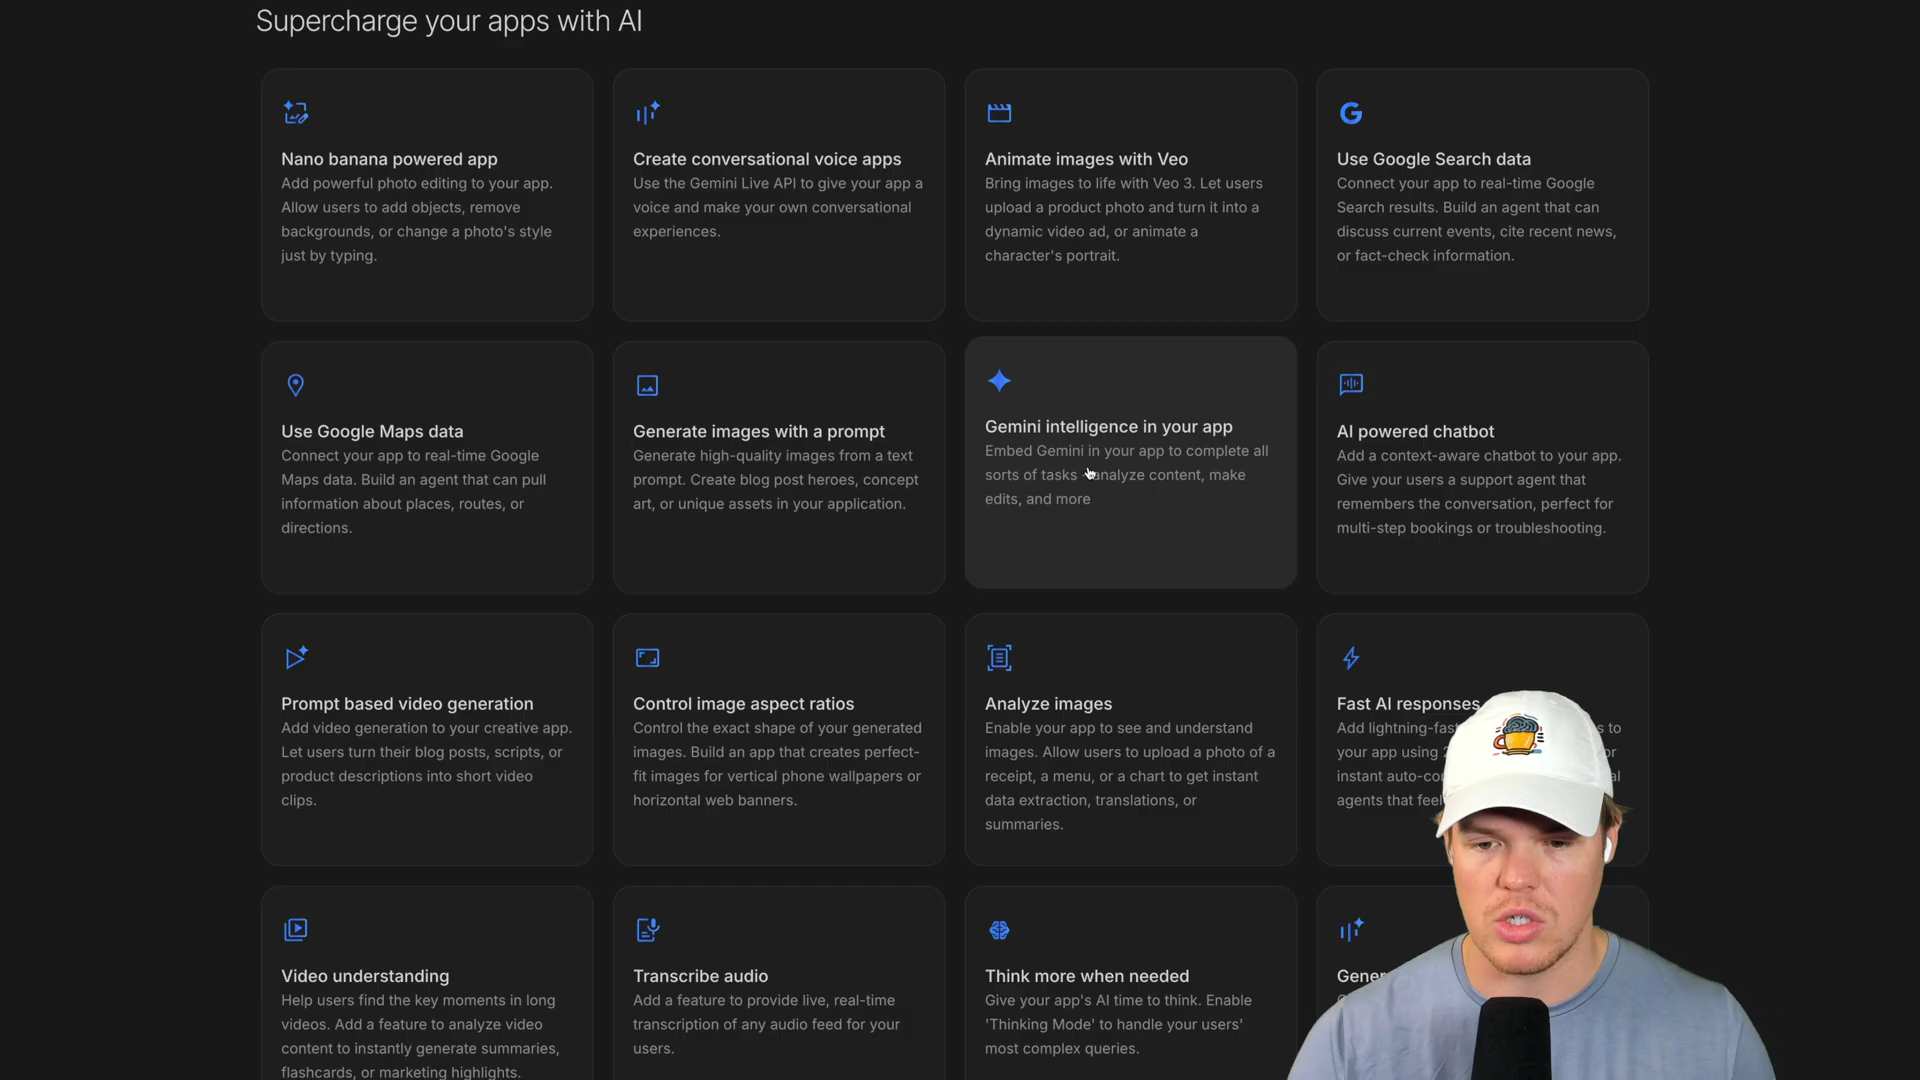 Supercharge your apps with AI
Nano banana powered app
Add powerful photo editing to your app.
Allow users to add objects, remove
backgrounds, or change a photo's style
just by typing.
Create conversational voice apps
Use the Gemini Live API to give your app a
voice and make your own conversational
experiences.
Animate images with Veo
Bring images to life with Veo 3. Let users
upload a product photo and turn it into a
dynamic video ad, or animate a
character's portrait.
Use Google Search data
Connect your app to real-time Google
Search results. Build an agent that can
discuss current events, cite recent news,
or fact-check information.
Use Google Maps data
Connect your app to real-time Google
Maps data. Build an agent that can pull
information about places, routes, or
directions.
Generate images with a prompt
Generate high-quality images from a text
prompt. Create blog post heroes, concept
art, or unique assets in your application.
Gemini intelligence in your app
Embed Gemini in your app to complete all
sorts of tasks - analyze content, make
edits, and more
AI powered chatbot
Add a context-aware chatbot to your app.
Give your users a support agent that
remembers the conversation, perfect for
multi-step bookings or troubleshooting.
Prompt based video generation
Add video generation to your creative app.
Let users turn their blog posts, scripts, or
product descriptions into short video
clips.
Control image aspect ratios
Control the exact shape of your generated
images. Build an app that creates perfect-
fit images for vertical phone wallpapers or
horizontal web banners.
Analyze images
Enable your app to see and understand
images. Allow users to upload a photo of a
receipt, a menu, or a chart to get instant
data extraction, translations, or
summaries.
Fast AI responses
Add lightning-fast to
your app using or
instant
agents that feel
Video understanding
Help users find the key moments in long
videos. Add a feature to analyze video
content to instantly generate summaries,
flashcards, or marketing highlights.
Transcribe audio
Add a feature to provide live, real-time
transcription of any audio feed for your
users.
Think more when needed
Give your app's AI time to think. Enable
'Thinking Mode' to handle your users'
most complex queries.